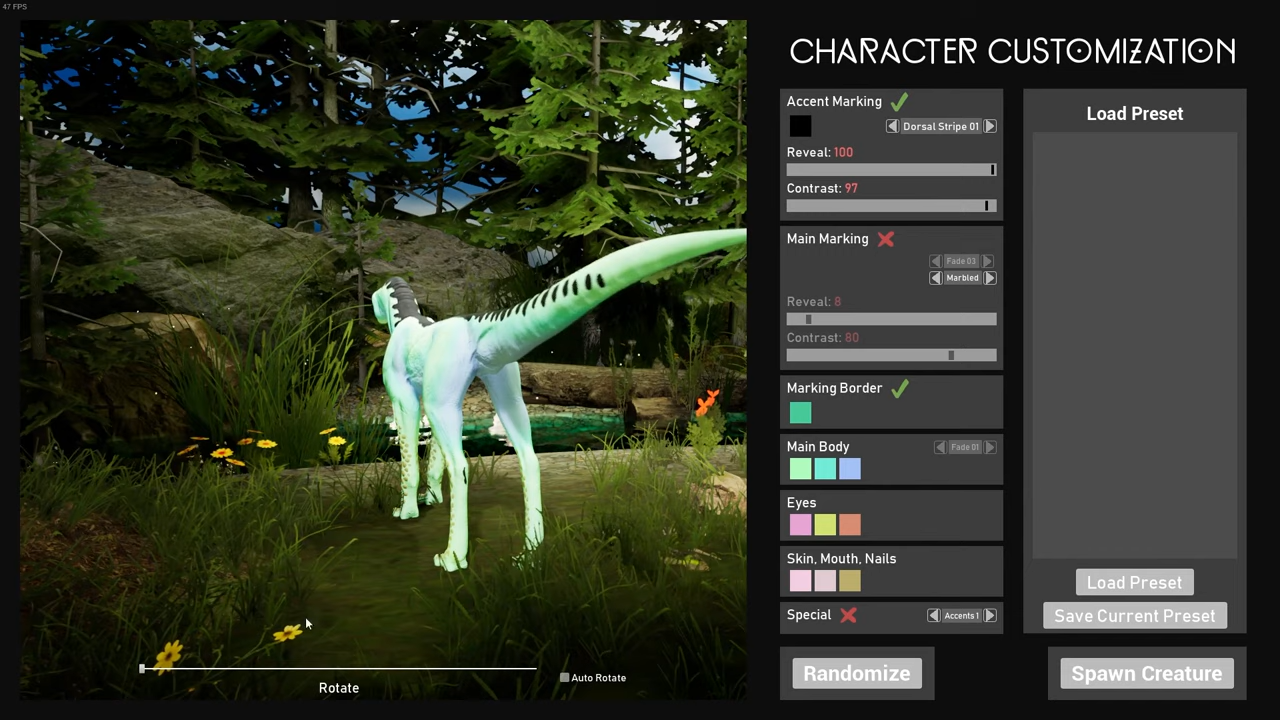 47 FPS
CHARACTER CUSTOMIZATION
Accent Marking
Dorsal Stripe 01
Reveal: 100
Contrast: 97
Main Marking
Fade 03
Marbled
Reveal: 8
Contrast: 80
Marking Border
Main Body
Fade 01
Eyes
Skin, Mouth, Nails
Special
Accents 1
Load Preset
Load Preset
Save Current Preset
Auto Rotate
Rotate
Randomize
Spawn Creature